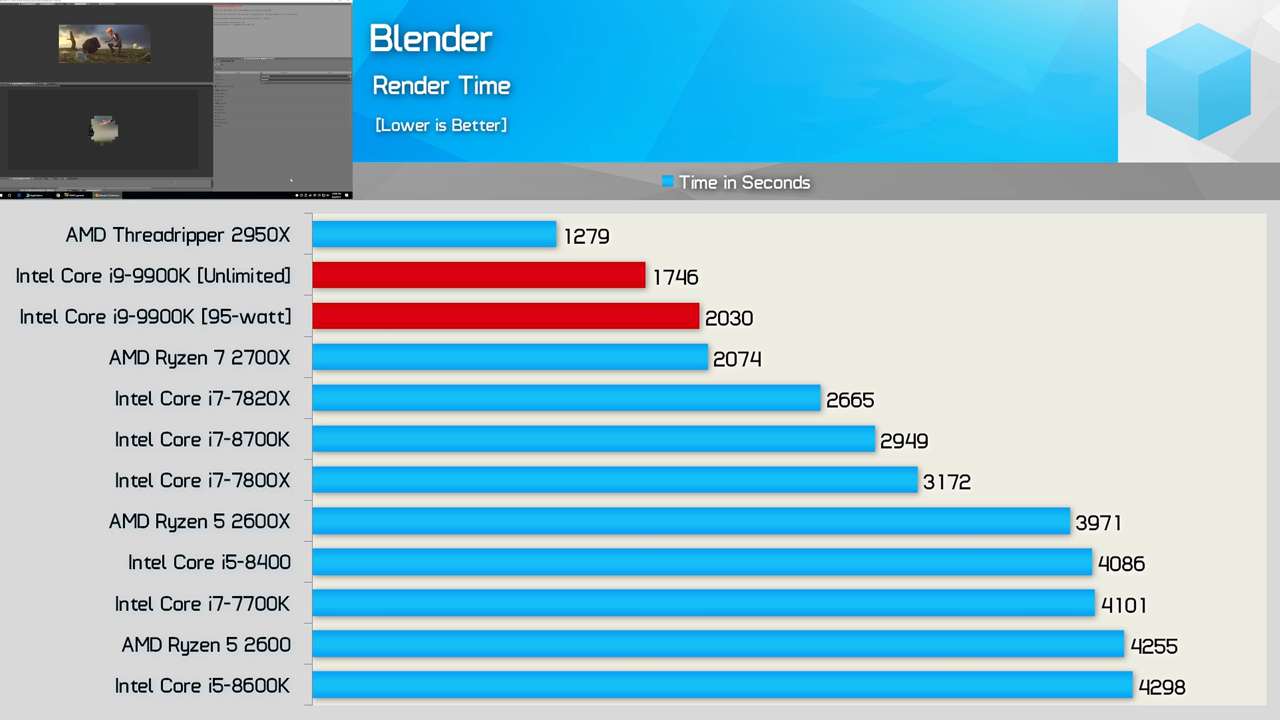 Blender
Render Time
[Lower is Better]
Time in Seconds
AMD Threadripper 2950X 1279
Intel Core i9-9900K [Unlimited] 1746
Intel Core i9-9900K [95-watt] 2030
AMD Ryzen 7 2700X 2074
Intel Core i7-7820X 2665
Intel Core i7-8700K 2949
Intel Core i7-7800X 3172
AMD Ryzen 5 2600X 3971
Intel Core i5-8400 4086
Intel Core i7-7700K 4101
AMD Ryzen 5 2600 4255
Intel Core i5-8600K 4298